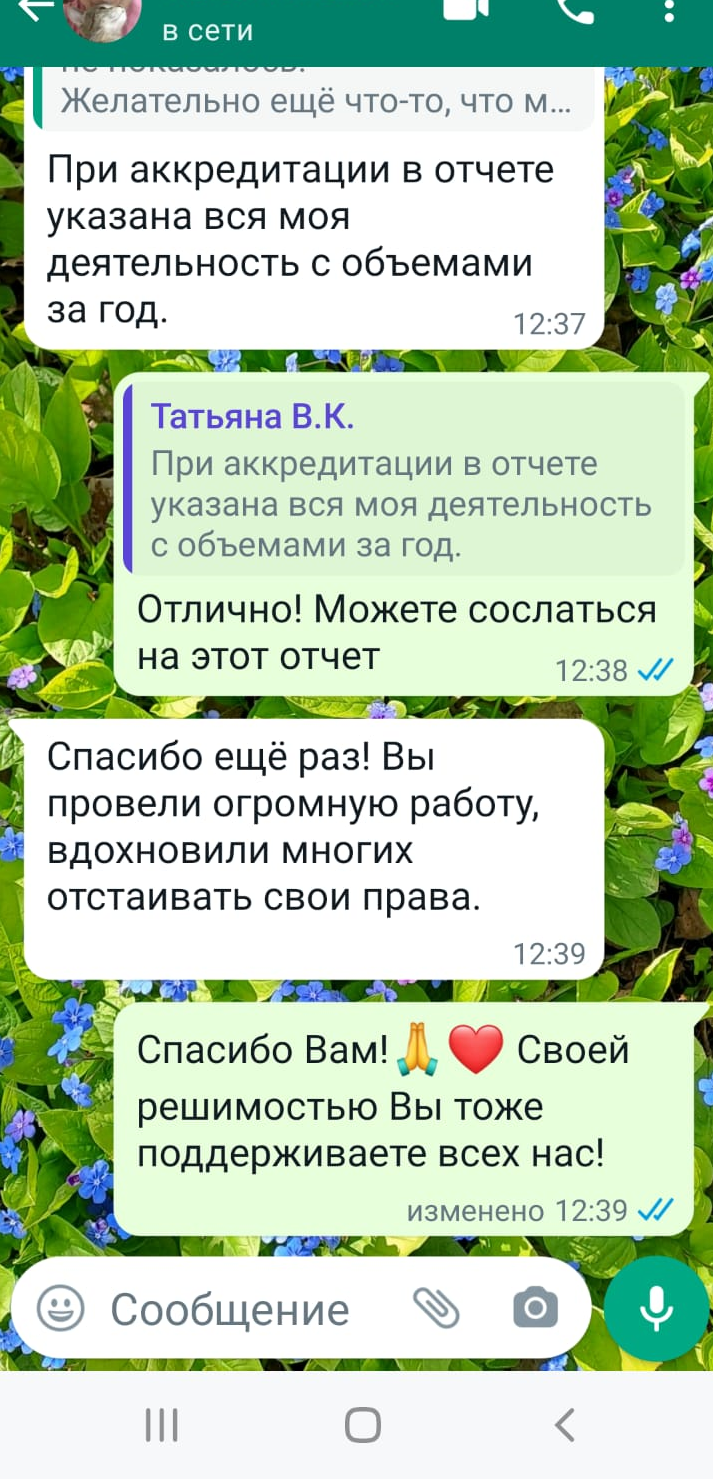 в сети
Желательно ещё что-то, что м...
При аккредитации в отчете
указана вся моя
деятельность с объемами
за год.
12:37
Татьяна В.К.
При аккредитации в отчете
указана вся моя деятельность
с объемами за год.
Отлично! Можете сослаться
на этот отчет
12:38
Спасибо ещё раз! Вы
провели огромную работу,
вдохновили многих
отстаивать свои права.
12:39
Спасибо Вам!🙏❤️ Своей
решимостью Вы тоже
поддерживаете всех нас!
изменено 12:39
Сообщение